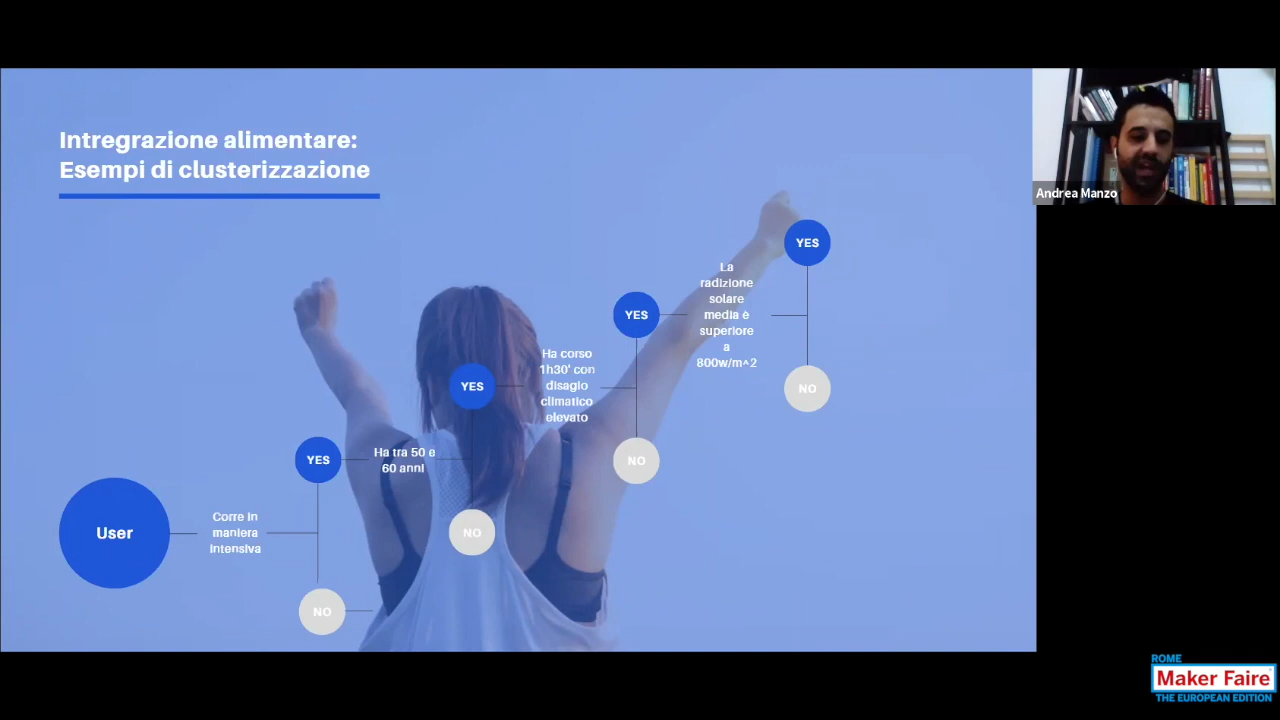 Intregrazione alimentare:
Esempi di clusterizzazione
User
Corre in
maniera
intensiva
YES
NO
Ha tra 50 e
60 anni
YES
NO
Ha corso
1h30' con
disagio
climatico
elevato
YES
NO
La
radizione
solare
media è
superiore
a
800w/m^2
YES
NO
Andrea Manzo
ROME
Maker Faire
THE EUROPEAN EDITION